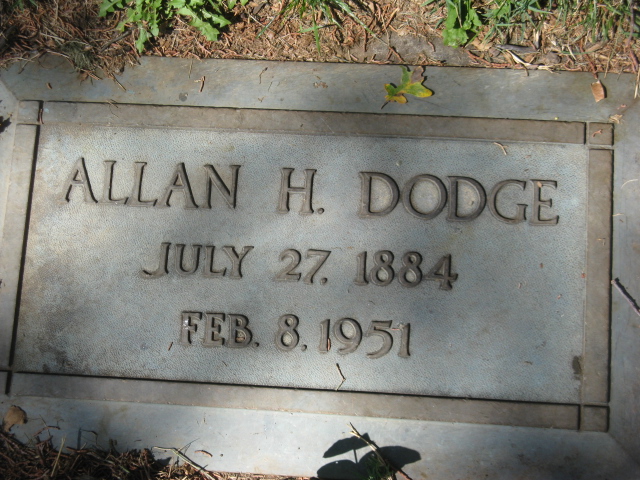 ALLAN H. DODGE
JULY 27. 1884
FEB. 8. 1951